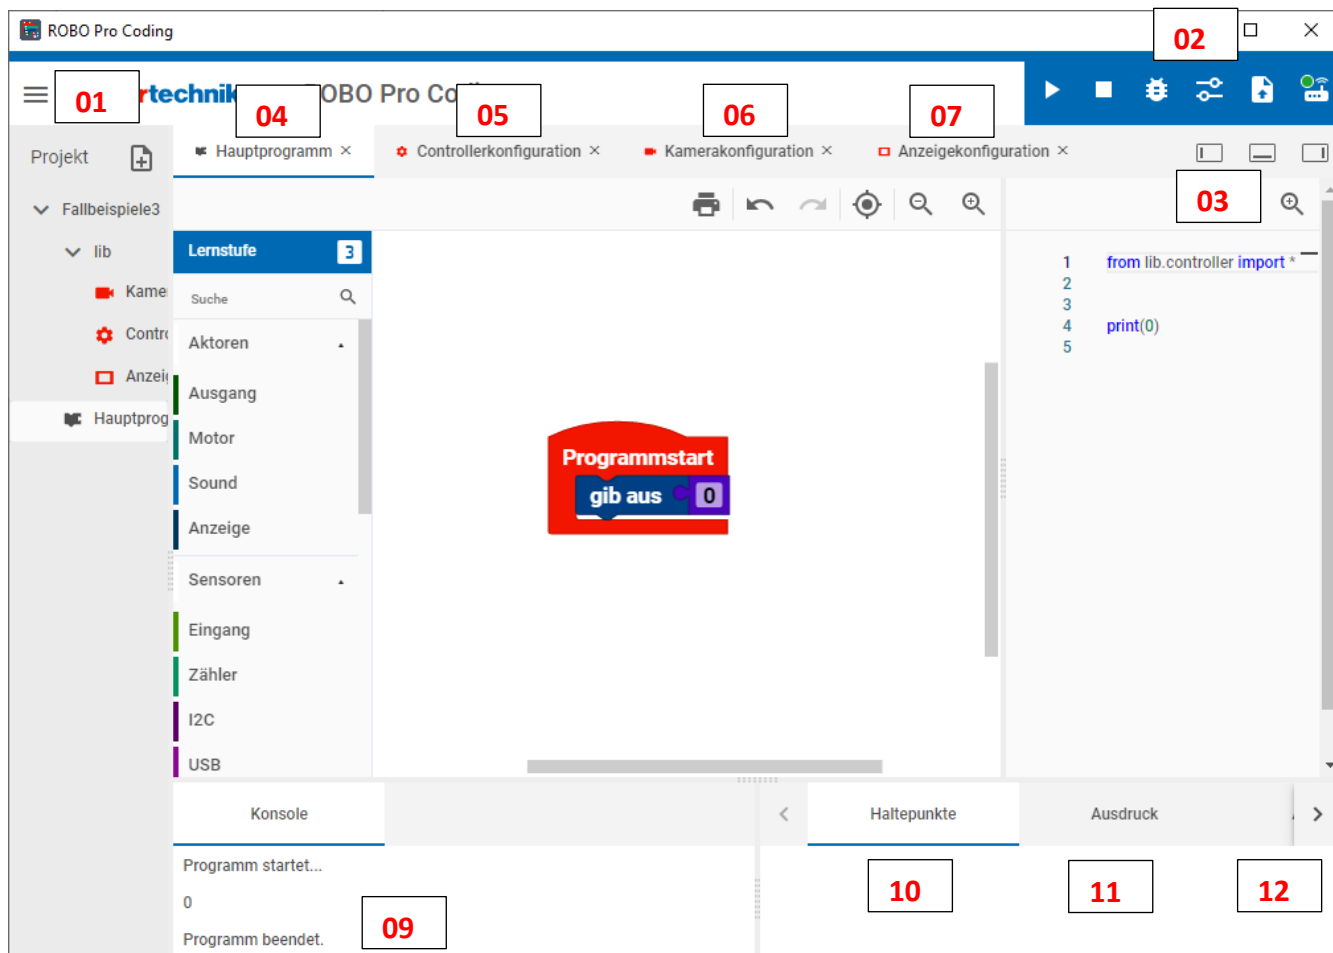 ROBO Pro Coding
02
01
rtechnik
OBO Pro Co
04
05
06
07
Projekt
Hauptprogramm ×
Controllerkonfiguration ×
Kamerakonfiguration ×
Anzeigekonfiguration ×
03
Fallbeispiele3
lib
Kame
Contro
Anzeig
Hauptprog
Lernstufe 3
Suche
Aktoren
Ausgang
Motor
Sound
Anzeige
Sensoren
Eingang
Zähler
I2C
USB
Programmstart
gib aus 0
1 from lib.controller import *
2
3
4 print(0)
5
Konsole
Programm startet...
0
Programm beendet.
09
Haltepunkte
Ausdruck
10
11
12